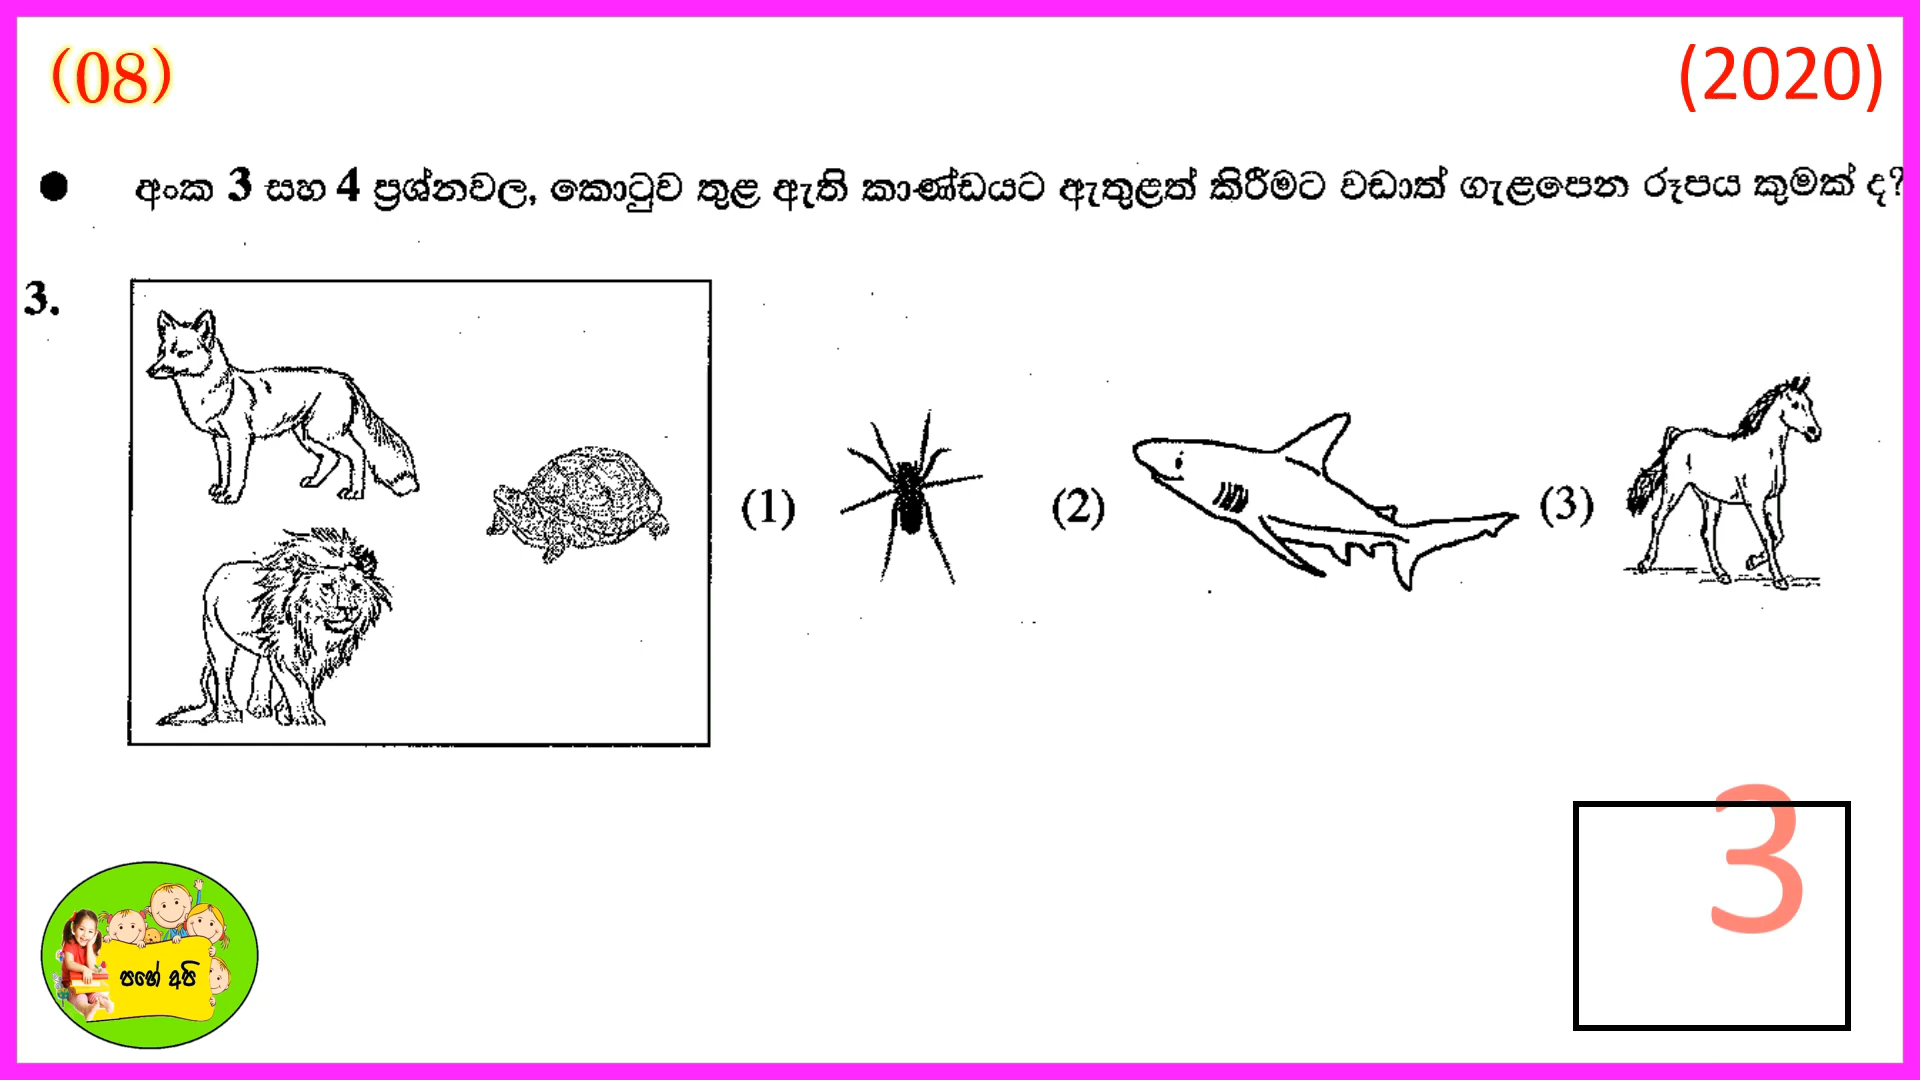 (08)
(2020)
● අංක 3 සහ 4 ප්‍රශ්නවල, කොටුව තුළ ඇති කාණ්ඩයට ඇතුළත් කිරීමට වඩාත් ගැළපෙන රූපය කුමක් ද?
3.
(1) (2) (3)
3
පහේ අපි